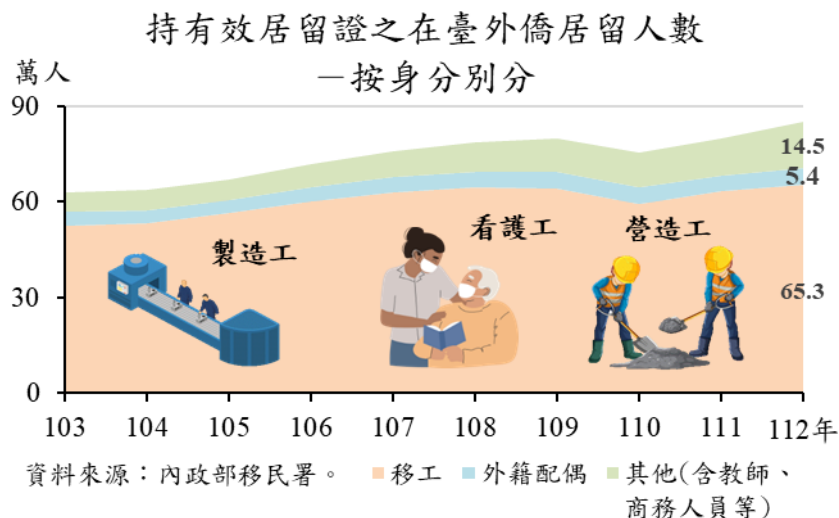 持有效居留證之在臺外僑居留人數
－按身分別分
萬人
90
60
30
0
14.5
5.4
65.3
製造工
看護工
營造工
103 104 105 106 107 108 109 110 111 112年
資料來源：內政部移民署。 移工 外籍配偶 其他(含教師、
商務人員等)